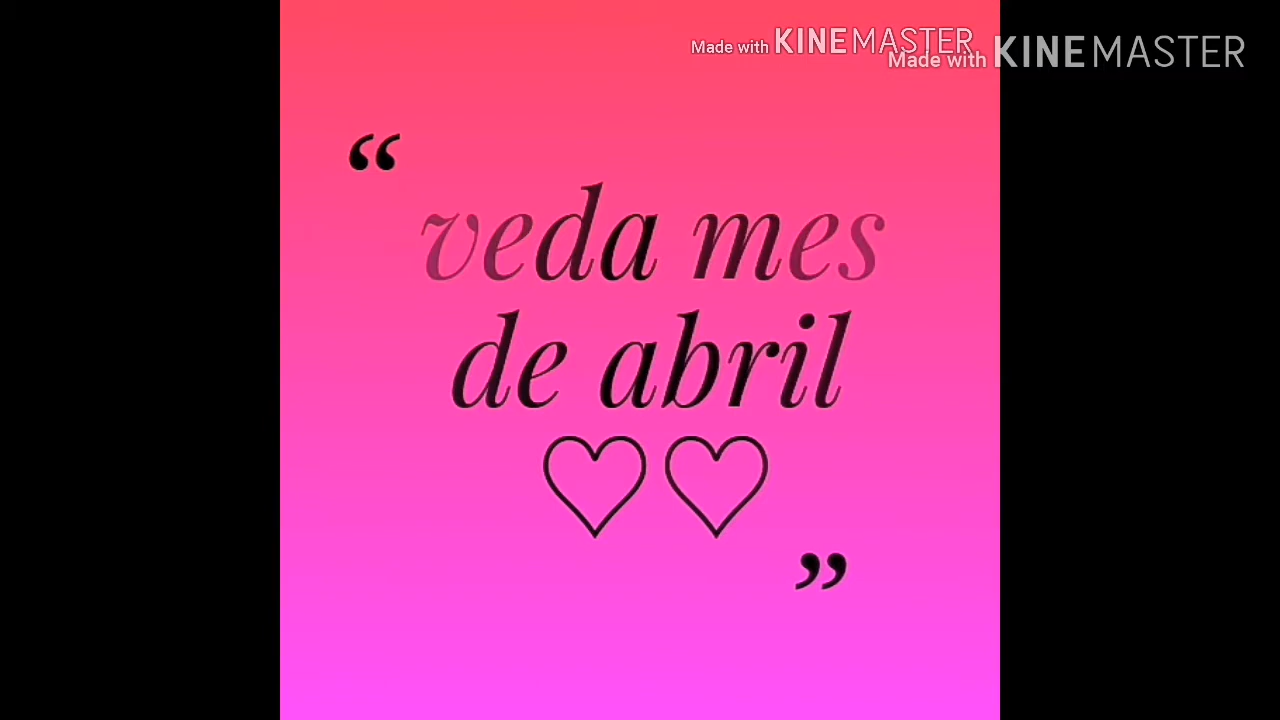 Made with KINEMASTER
Made with KINEMASTER
“
veda mes
de abril
♡♡
”